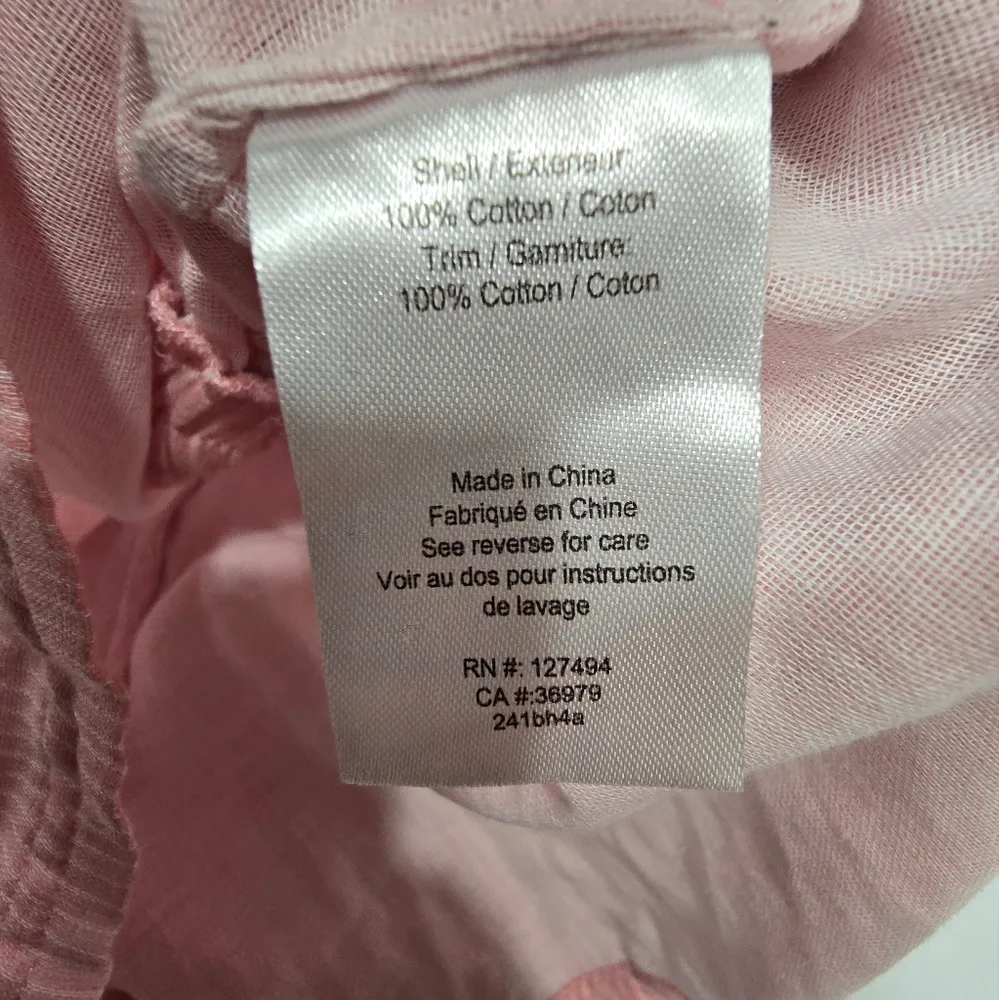 Shell / Exterieur:
100% Cotton / Coton
Trim / Garniture:
100% Cotton / Coton
Made in China
Fabriqué en Chine
See reverse for care
Voir au dos pour instructions
de lavage
RN #: 127494
CA #:36979
241bh4a